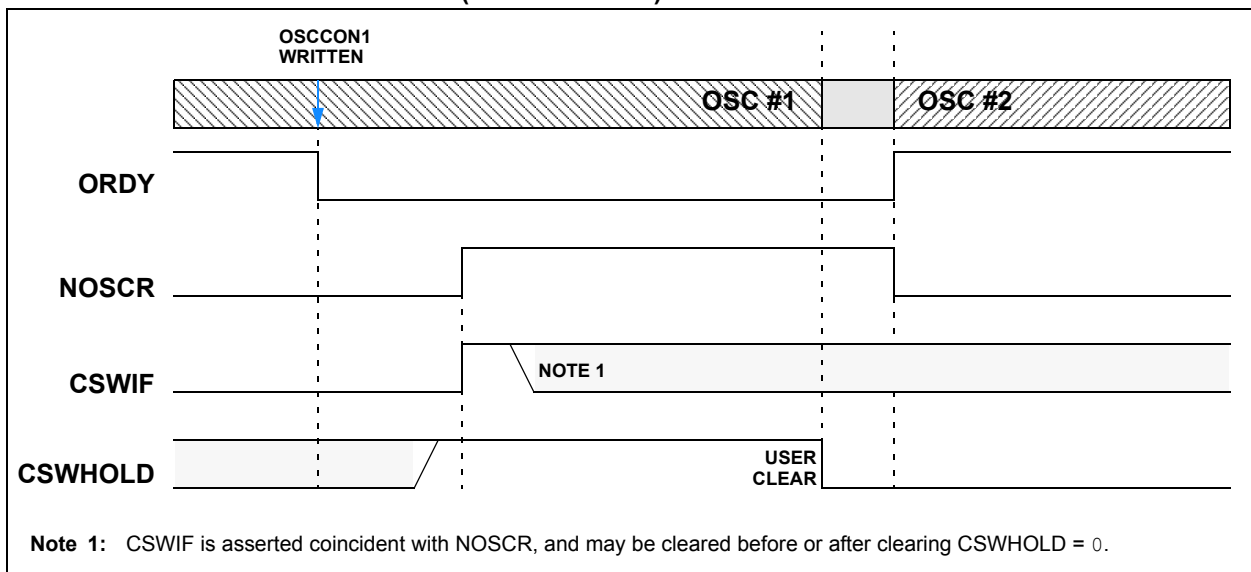 OSCCON1
WRITTEN
OSC #1
OSC #2
ORDY
NOSCR
CSWIF
NOTE 1
CSWHOLD
USER
CLEAR
Note 1: CSWIF is asserted coincident with NOSCR, and may be cleared before or after clearing CSWHOLD = 0.